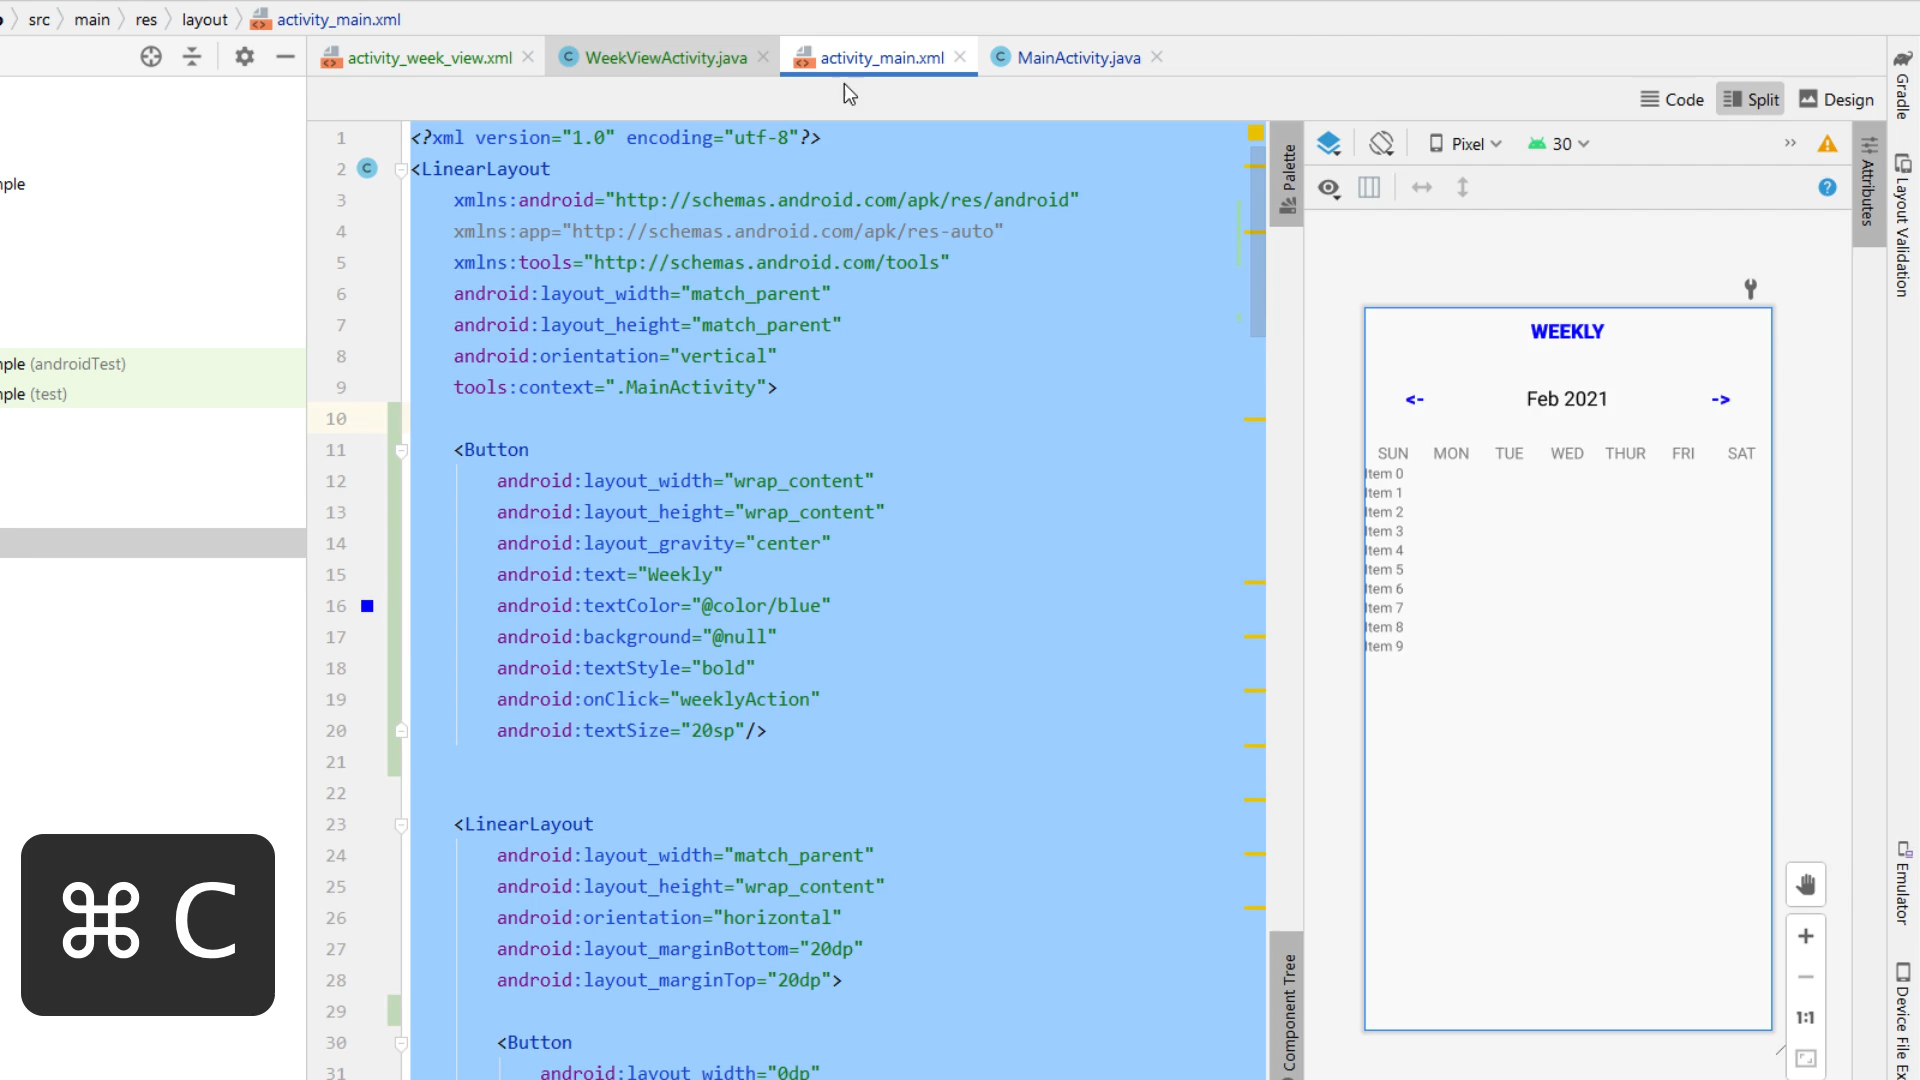 src main res layout activity_main.xml
activity_week_view.xml WeekViewActivity.java activity_main.xml MainActivity.java
Code Split Design
mple
mple (androidTest)
mple (test)
1 <?xml version="1.0" encoding="utf-8"?>
2 <LinearLayout
3 xmlns:android="http://schemas.android.com/apk/res/android"
4 xmlns:app="http://schemas.android.com/apk/res-auto"
5 xmlns:tools="http://schemas.android.com/tools"
6 android:layout_width="match_parent"
7 android:layout_height="match_parent"
8 android:orientation="vertical"
9 tools:context=".MainActivity">
10
11 <Button
12 android:layout_width="wrap_content"
13 android:layout_height="wrap_content"
14 android:layout_gravity="center"
15 android:text="Weekly"
16 android:textColor="@color/blue"
17 android:background="@null"
18 android:textStyle="bold"
19 android:onClick="weeklyAction"
20 android:textSize="20sp"/>
21
22
23 <LinearLayout
24 android:layout_width="match_parent"
25 android:layout_height="wrap_content"
26 android:orientation="horizontal"
27 android:layout_marginBottom="20dp"
28 android:layout_marginTop="20dp">
29
30 <Button
31 android:layout_width="0dp"
⌘ C
Palette
Component Tree
Pixel 30
WEEKLY
<- Feb 2021 ->
SUN MON TUE WED THUR FRI SAT
Item 0
Item 1
Item 2
Item 3
Item 4
Item 5
Item 6
Item 7
Item 8
Item 9
1:1
Attributes
Gradle
Layout Validation
Emulator
Device File Ex